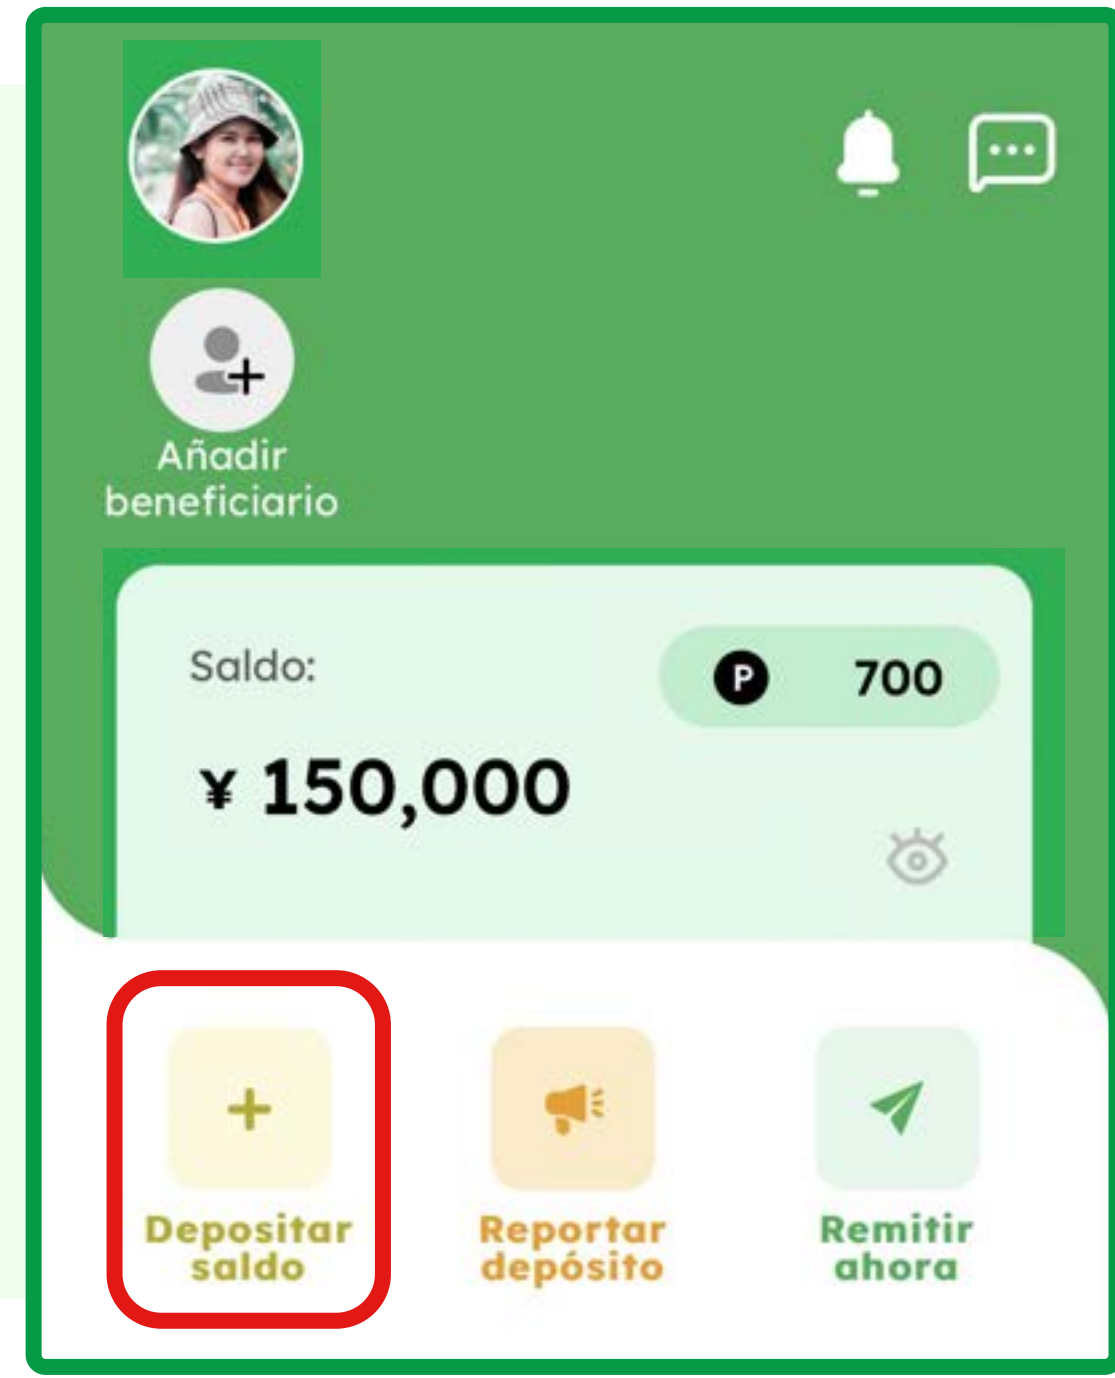 Añadir
beneficiario
Saldo:
P 700
¥ 150,000
Depositar
saldo
Reportar
depósito
Remitir
ahora